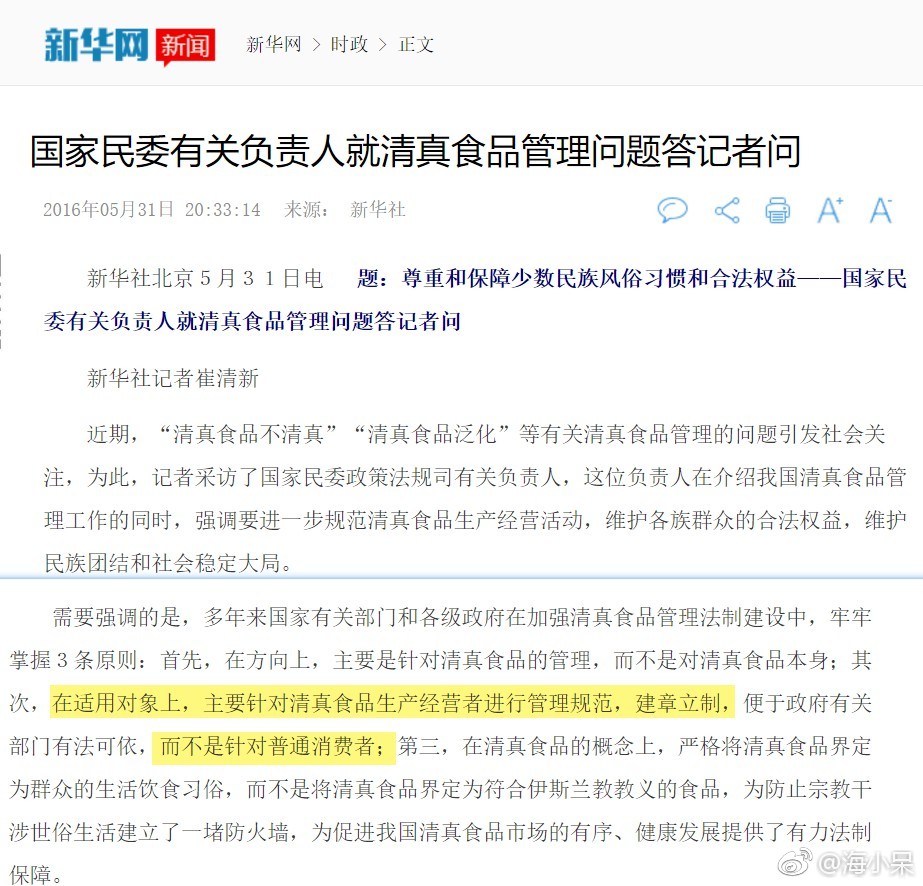 新华网 新闻 新华网 > 时政 > 正文
国家民委有关负责人就清真食品管理问题答记者问
2016年05月31日 20:33:14 来源： 新华社
A+ A-
新华社北京５月３１日电 题：尊重和保障少数民族风俗习惯和合法权益——国家民
委有关负责人就清真食品管理问题答记者问
新华社记者崔清新
近期，“清真食品不清真”“清真食品泛化”等有关清真食品管理的问题引发社会关
注，为此，记者采访了国家民委政策法规司有关负责人，这位负责人在介绍我国清真食品管
理工作的同时，强调要进一步规范清真食品生产经营活动，维护各族群众的合法权益，维护
民族团结和社会稳定大局。
需要强调的是，多年来国家有关部门和各级政府在加强清真食品管理法制建设中，牢牢
掌握３条原则：首先，在方向上，主要是针对清真食品的管理，而不是对清真食品本身；其
次，在适用对象上，主要针对清真食品生产经营者进行管理规范，建章立制，便于政府有关
部门有法可依，而不是针对普通消费者；第三，在清真食品的概念上，严格将清真食品界定
为群众的生活饮食习俗，而不是将清真食品界定为符合伊斯兰教教义的食品，为防止宗教干
涉世俗生活建立了一堵防火墙，为促进我国清真食品市场的有序、健康发展提供了有力法制
保障。
@海小呆